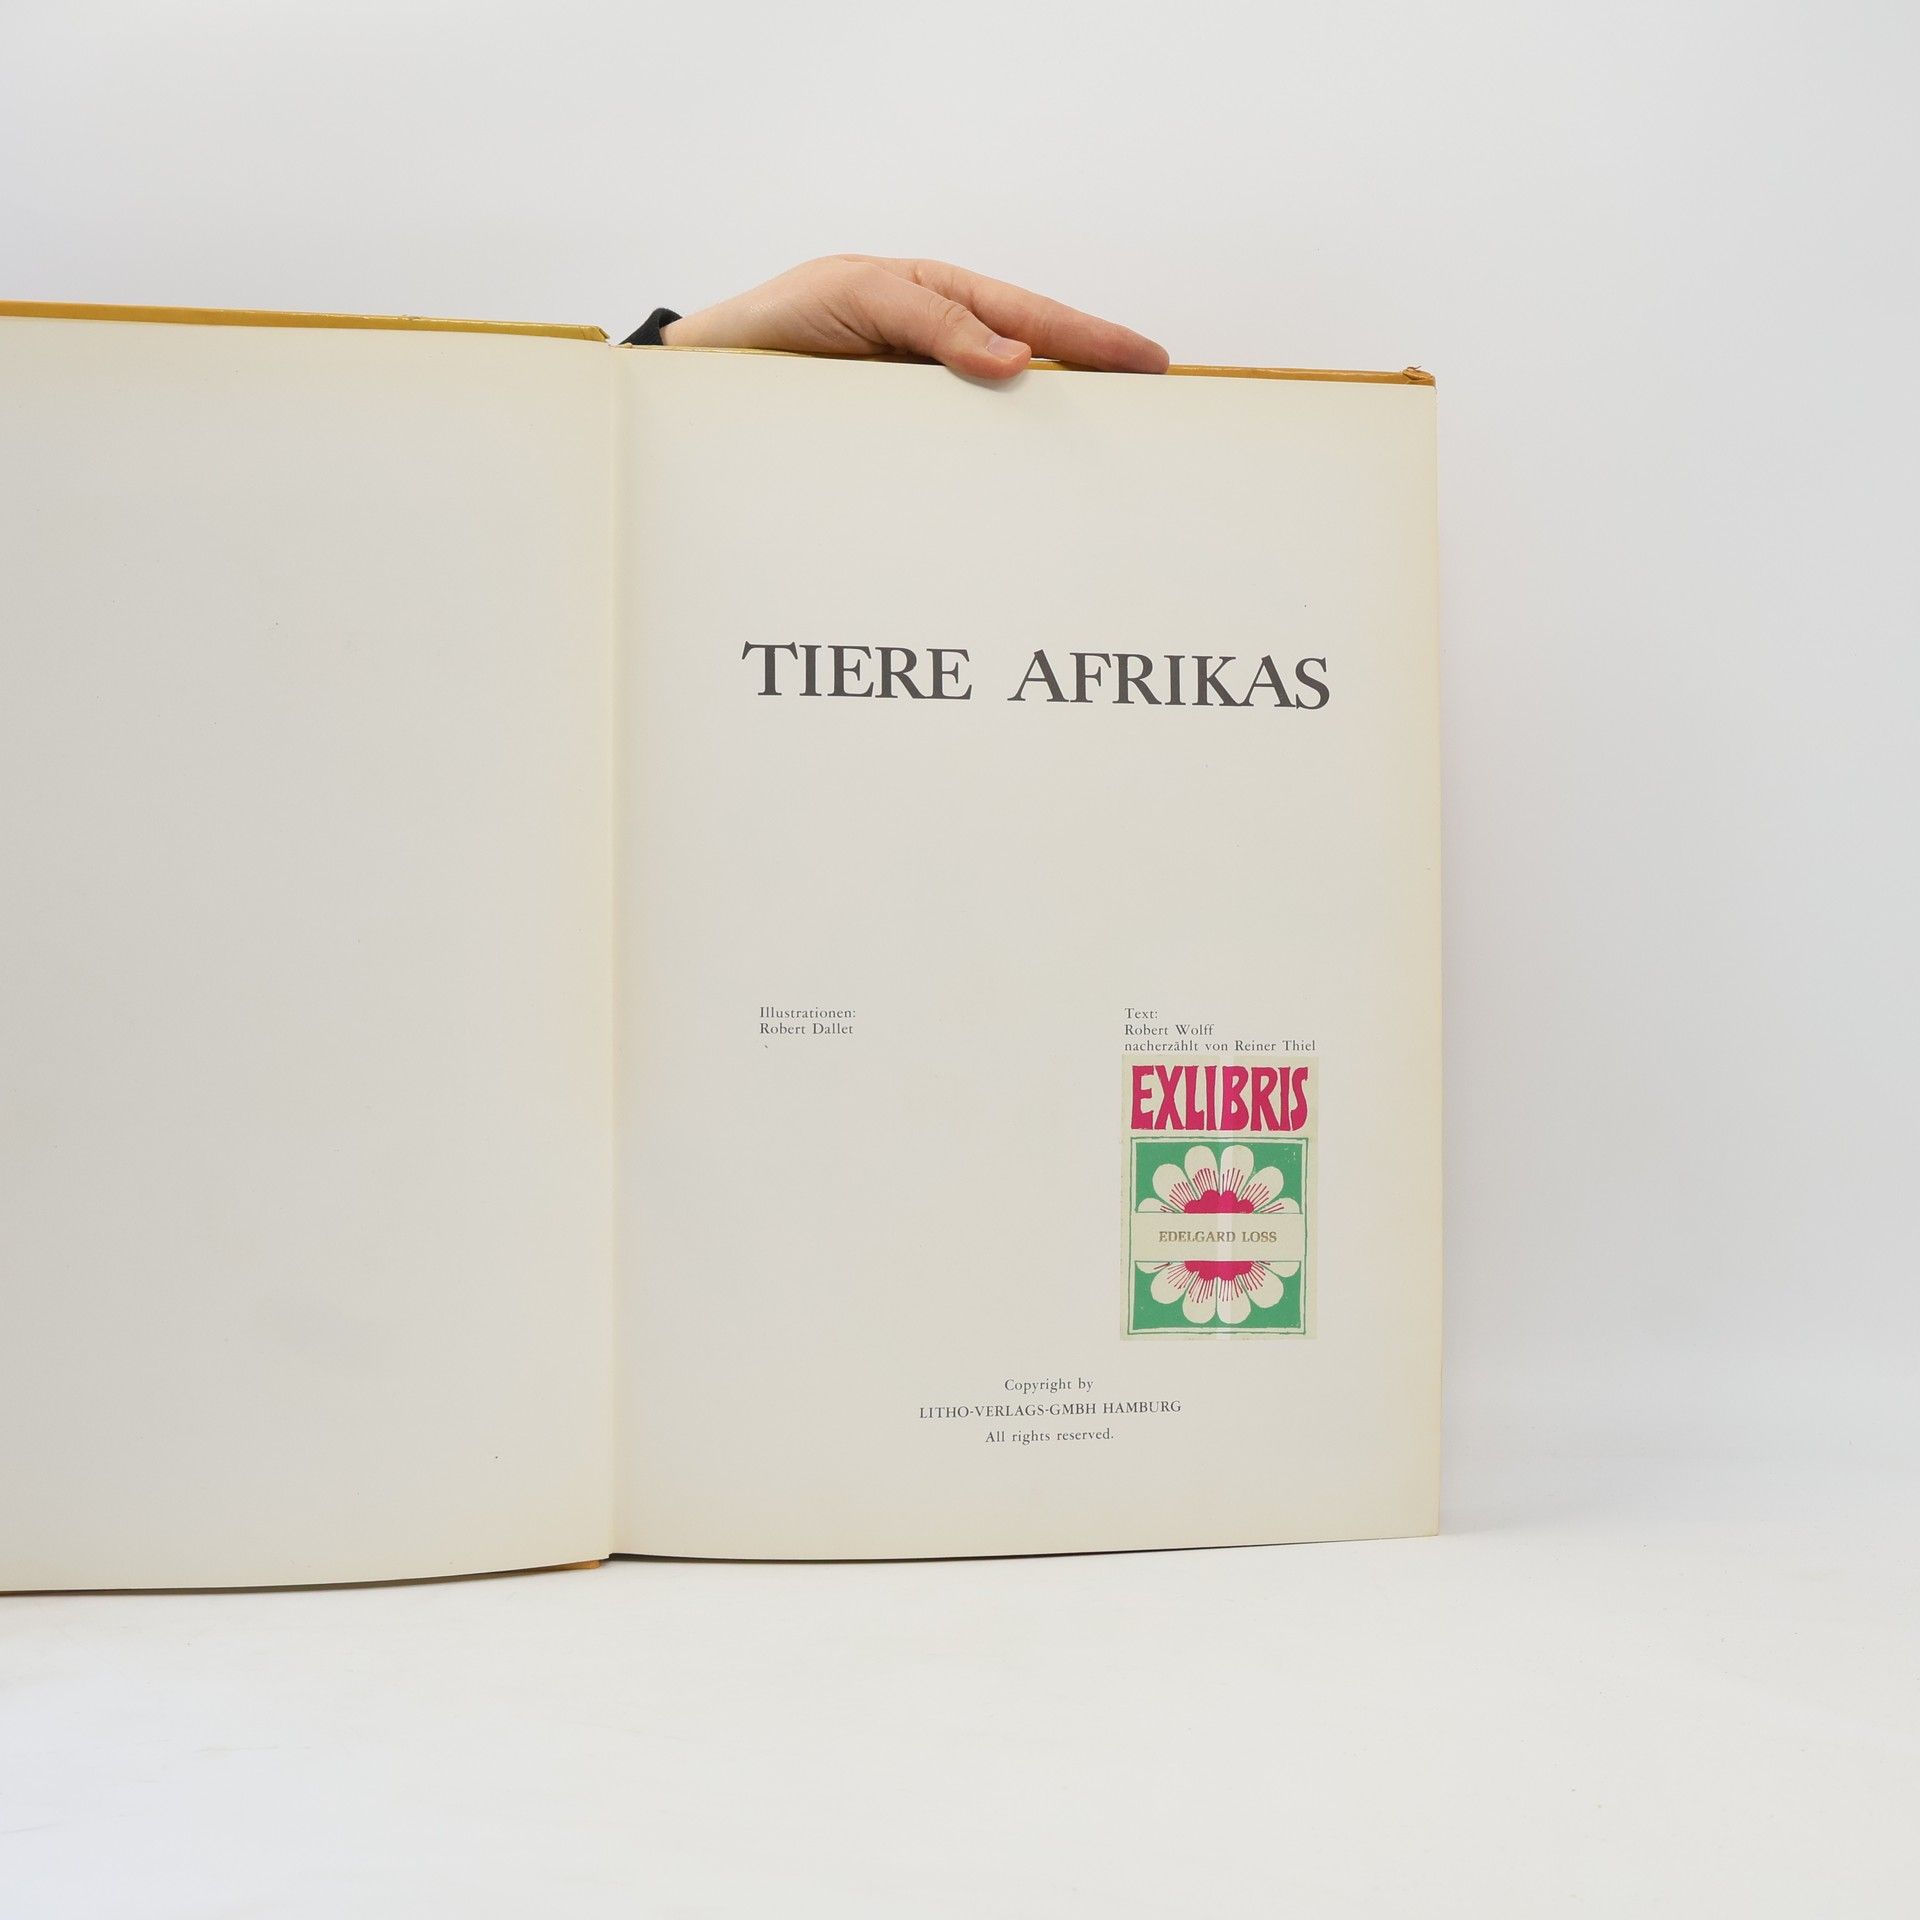 TIERE AFRIKAS
Illustrationen:
Robert Dallet
Text:
Robert Wolff
nacherzählt von Reiner Thiel
EXLIBRIS
EDELGARD LOSS
Copyright by
LITHO-VERLAGS-GMBH HAMBURG
All rights reserved.